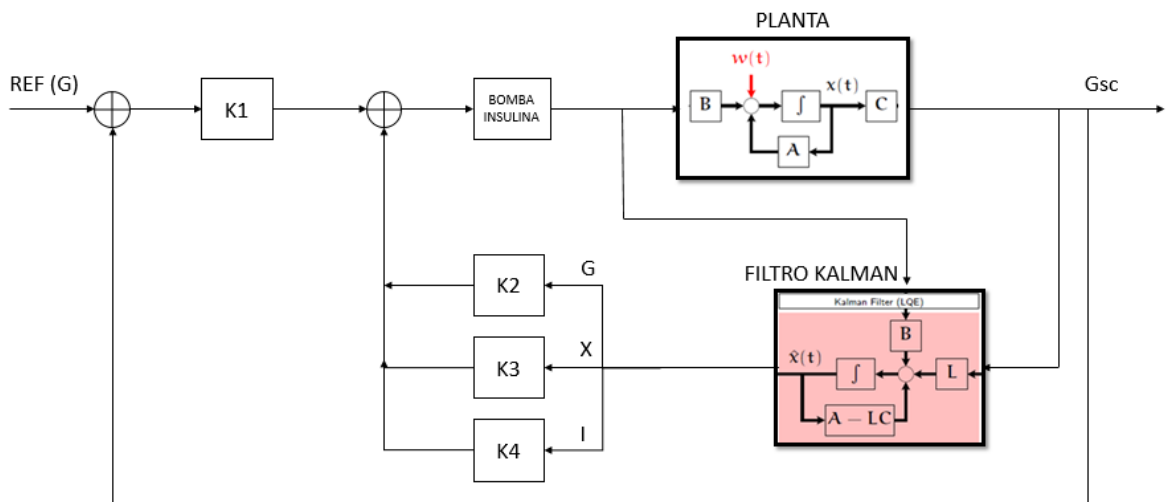 PLANTA
REF (G)
K1
BOMBA
INSULINA
w(t)
B
∫
x(t)
C
A
Gsc
FILTRO KALMAN
Kalman Filter (LQE)
B
x̂(t)
∫
L
A − LC
G
K2
X
K3
I
K4